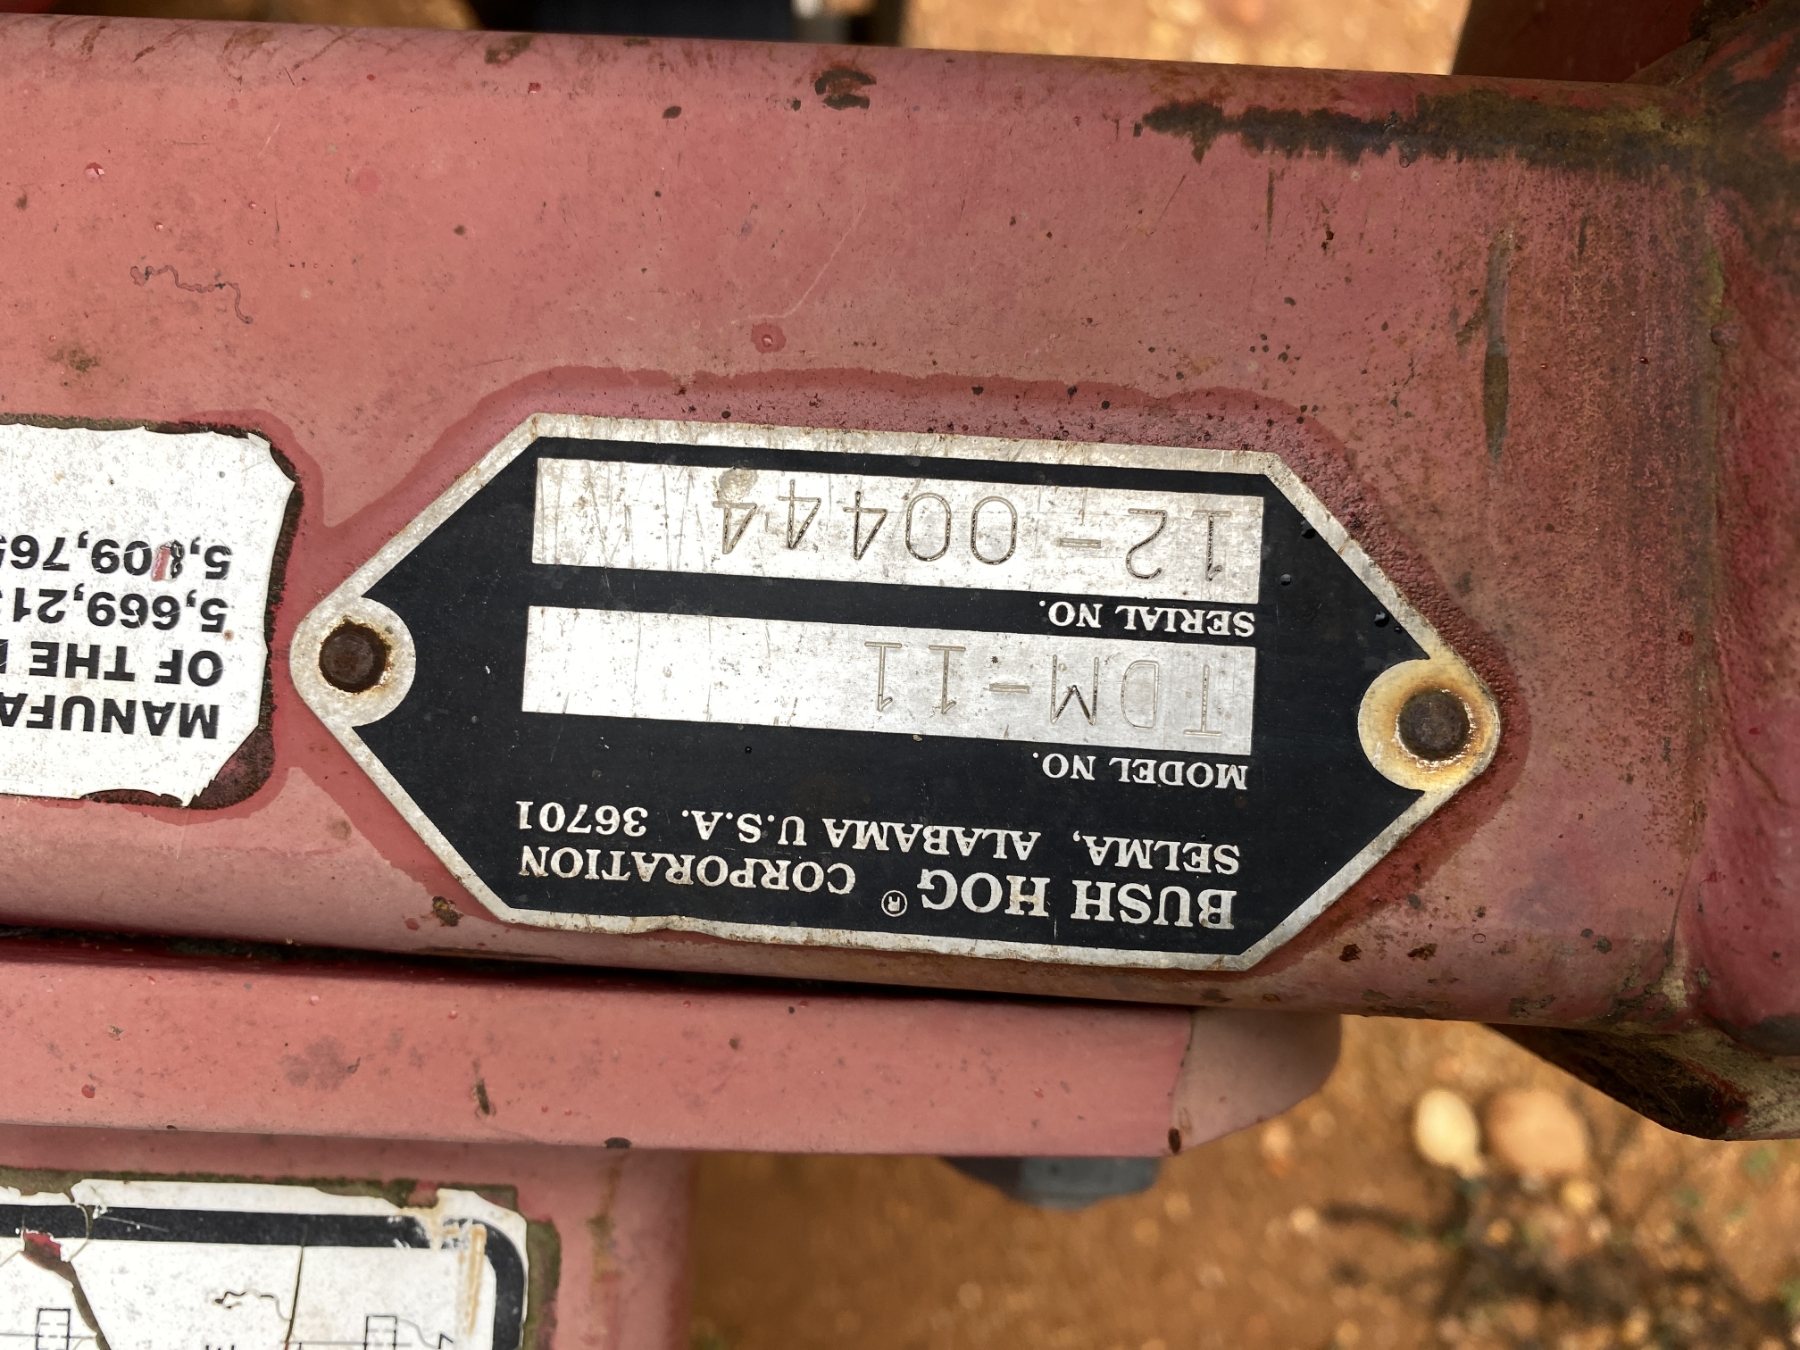 BUSH HOG® CORPORATION
SELMA, ALABAMA U.S.A. 36701
MODEL NO.
TDM-11
SERIAL NO.
12-00444
MANUFA
OF THE
5,669,21
5,809,76